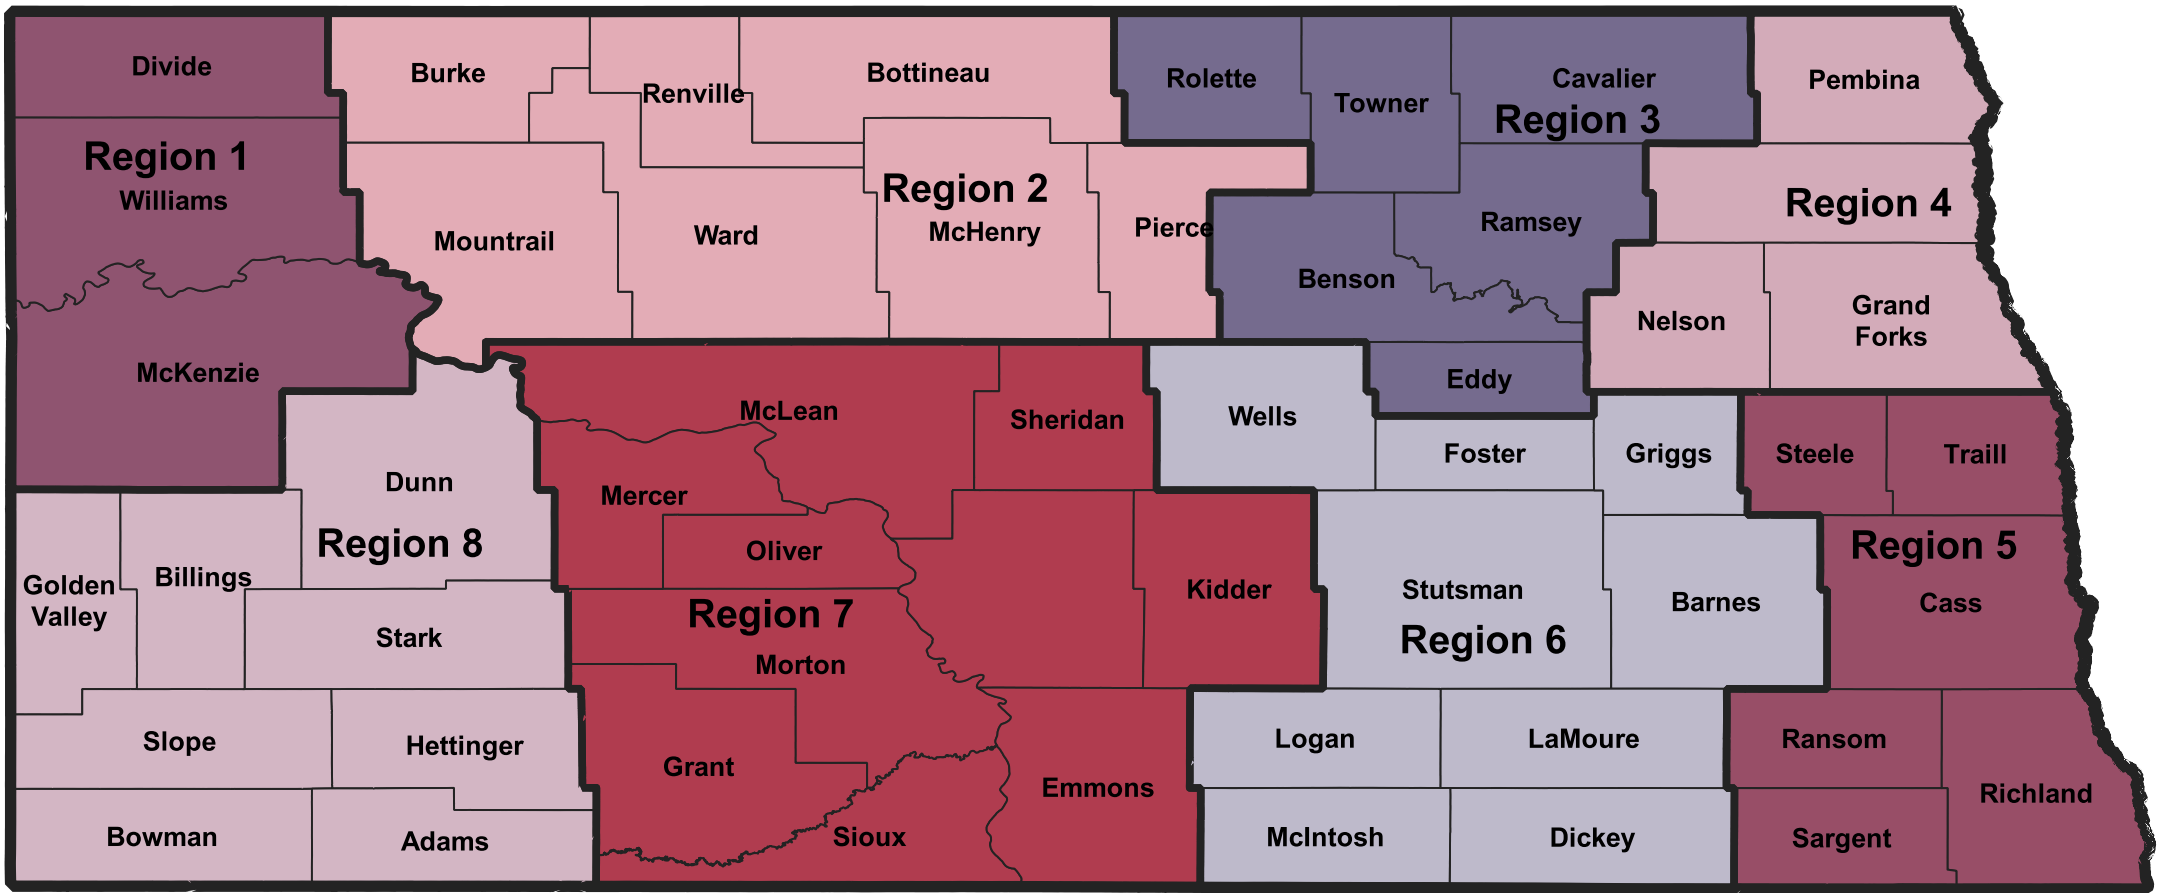 Divide
Burke
Renville
Bottineau
Rolette
Towner
Cavalier
Region 3
Pembina
Region 1
Williams
Mountrail
Ward
Region 2
McHenry
Pierce
Benson
Ramsey
Region 4
Nelson
Grand
Forks
McKenzie
McLean
Sheridan
Wells
Eddy
Foster
Griggs
Steele
Traill
Dunn
Region 8
Golden
Valley
Billings
Stark
Mercer
Oliver
Region 7
Morton
Kidder
Stutsman
Region 6
Barnes
Region 5
Cass
Slope
Hettinger
Grant
Emmons
Logan
LaMoure
Ransom
Richland
Bowman
Adams
Sioux
McIntosh
Dickey
Sargent